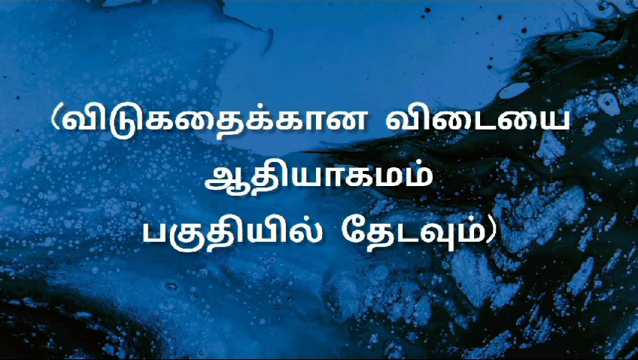 (விடுகதைக்கான விடையை
ஆதியாகமம்
பகுதியில் தேடவும்)